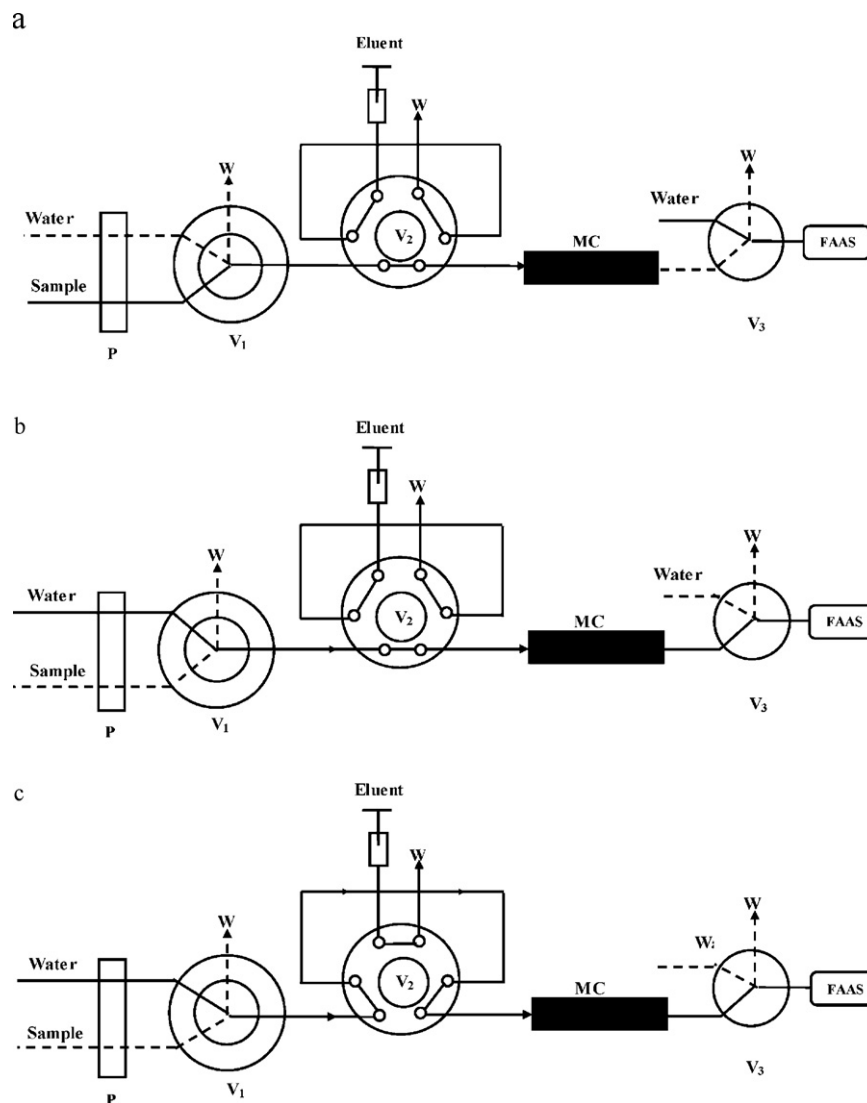 a
Eluent
W
W
W
Water
Water
V2
MC
FAAS
Sample
V1
V3
P
b
Eluent
W
W
W
Water
Water
V2
MC
FAAS
Sample
V1
V3
P
c
Eluent
W
W
W
Water
V2
MC
FAAS
Sample
V1
V3
P